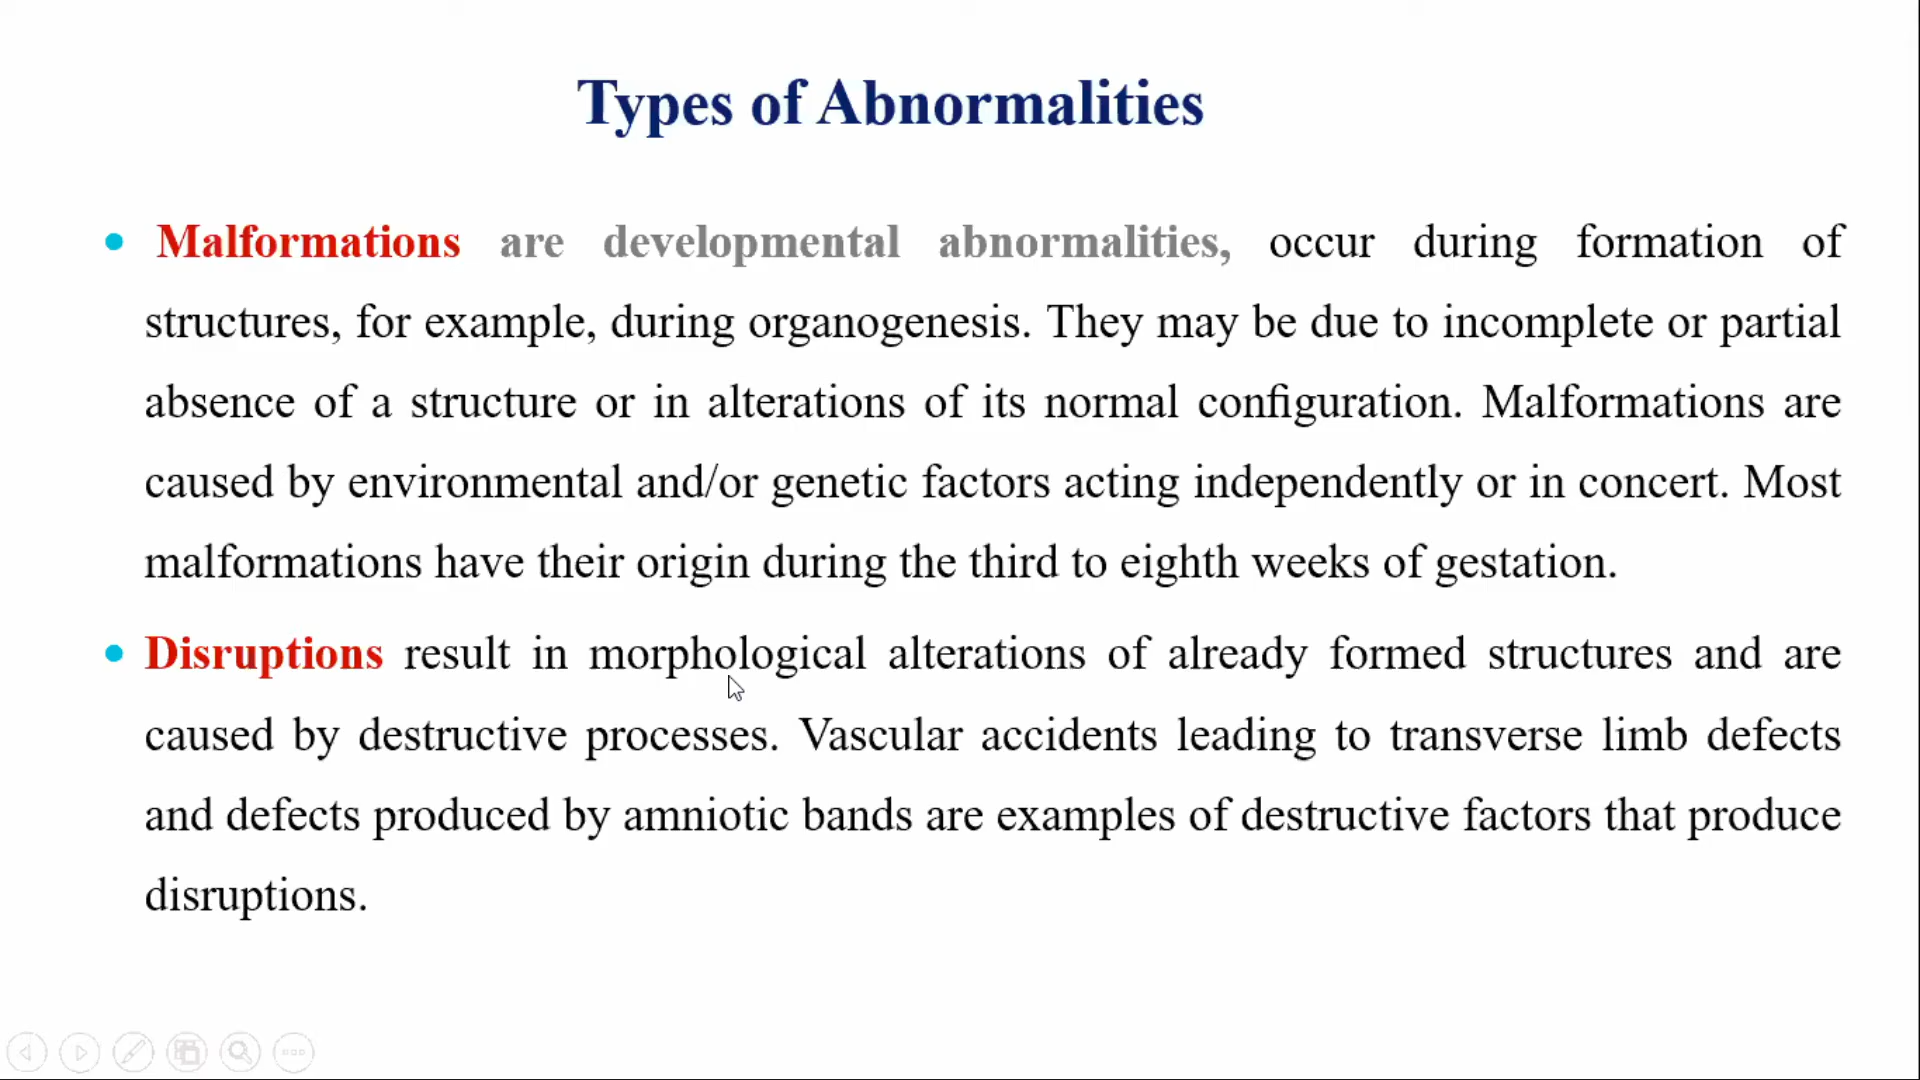 Types of Abnormalities
• Malformations are developmental abnormalities, occur during formation of
structures, for example, during organogenesis. They may be due to incomplete or partial
absence of a structure or in alterations of its normal configuration. Malformations are
caused by environmental and/or genetic factors acting independently or in concert. Most
malformations have their origin during the third to eighth weeks of gestation.
• Disruptions result in morphological alterations of already formed structures and are
caused by destructive processes. Vascular accidents leading to transverse limb defects
and defects produced by amniotic bands are examples of destructive factors that produce
disruptions.